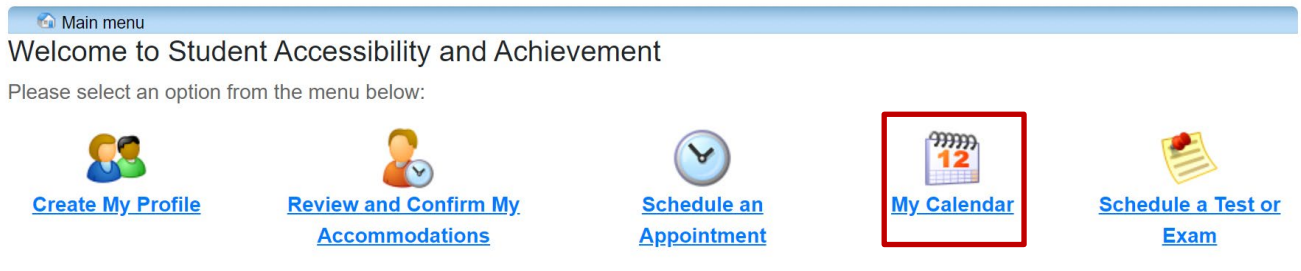 Main menu
Welcome to Student Accessibility and Achievement
Please select an option from the menu below:
12
Create My Profile
Review and Confirm My
Accommodations
Schedule an
Appointment
My Calendar
Schedule a Test or
Exam